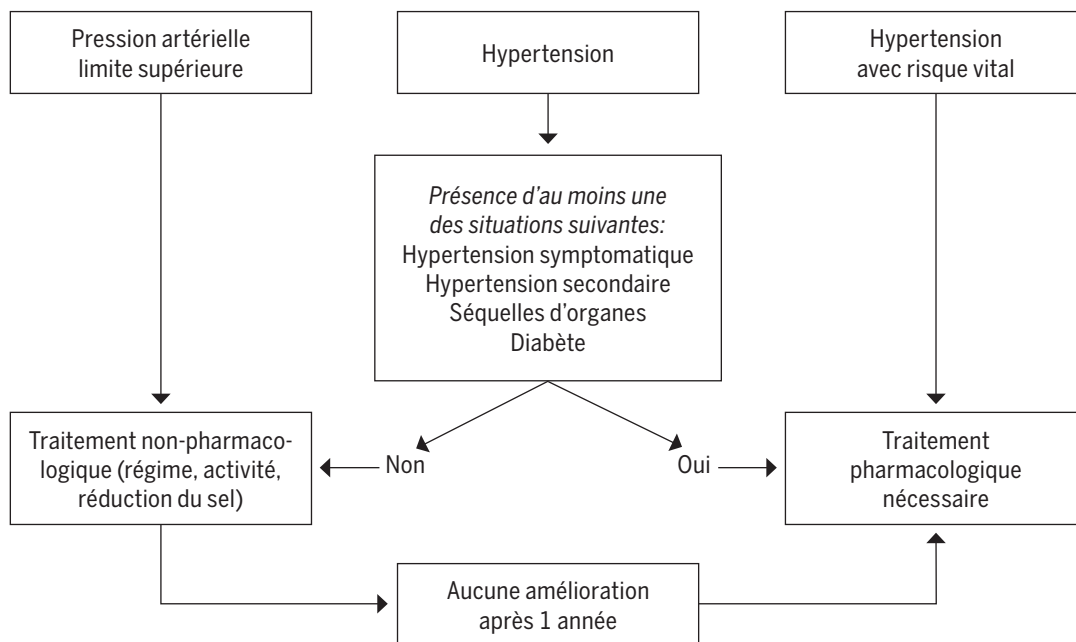 Pression artérielle
limite supérieure
Hypertension
Hypertension
avec risque vital
Présence d'au moins une
des situations suivantes:
Hypertension symptomatique
Hypertension secondaire
Séquelles d'organes
Diabète
Non
Oui
Traitement non-pharmaco-
logique (régime, activité,
réduction du sel)
Traitement
pharmacologique
nécessaire
Aucune amélioration
après 1 année